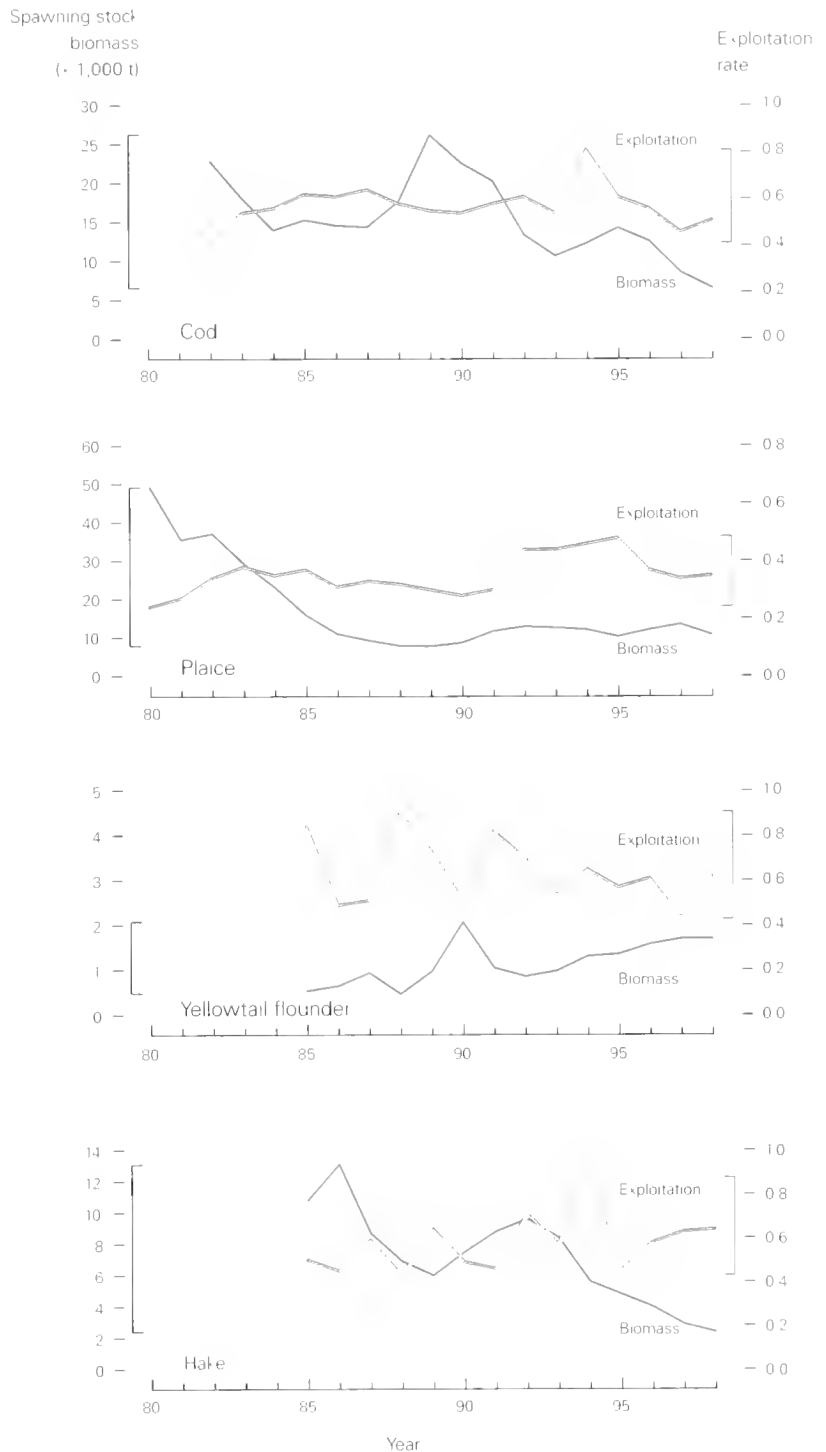 Spawning stock
biomass
(× 1,000 t)
Exploitation
rate
30
25
20
15
10
5
0
1 0
0 8
0 6
0 4
0 2
0 0
Exploitation
Biomass
Cod
80 85 90 95
60
50
40
30
20
10
0
0 8
0 6
0 4
0 2
0 0
Exploitation
Biomass
Plaice
80 85 90 95
5
4
3
2
1
0
1 0
0 8
0 6
0 4
0 2
0 0
Exploitation
Biomass
Yellowtail flounder
80 85 90 95
14
12
10
8
6
4
2
0
1 0
0 8
0 6
0 4
0 2
0 0
Exploitation
Biomass
Hake
80 85 90 95
Year